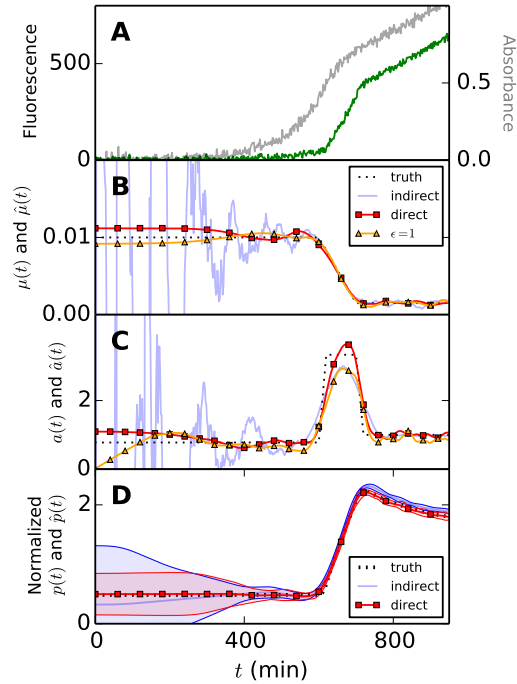 A
Fluorescence
500
0
0.5
0.0
Absorbance
B
μ(t) and μ̂(t)
0.01
0.00
truth
indirect
direct
ϵ=1
C
a(t) and â(t)
2
0
D
Normalized
p(t) and p̂(t)
2
0
truth
indirect
direct
0
400
800
t (min)